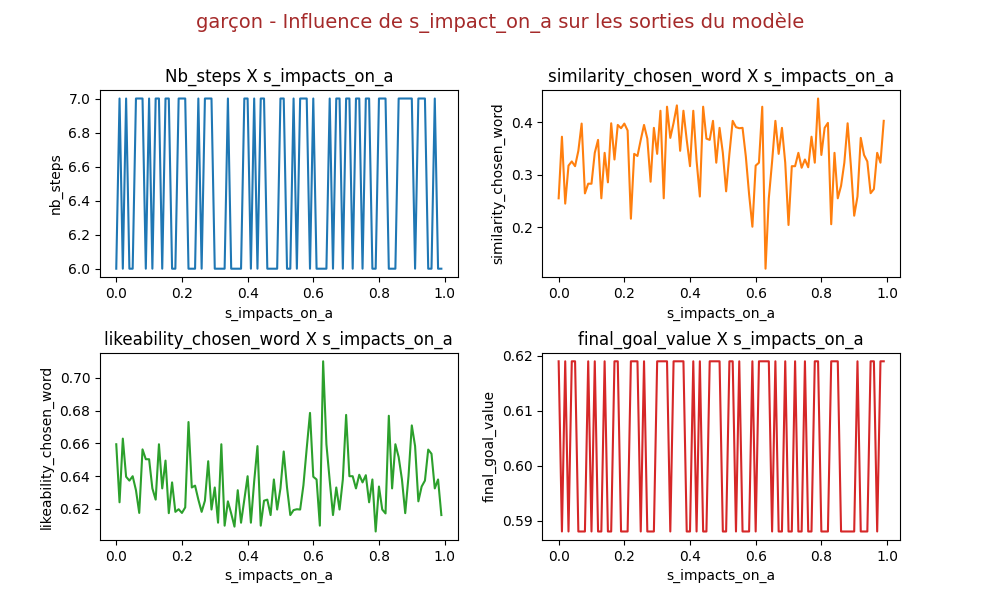 garçon - Influence de s_impact_on_a sur les sorties du modèle
Nb_steps X s_impacts_on_a
nb_steps
7.0
6.8
6.6
6.4
6.2
6.0
0.0 0.2 0.4 0.6 0.8 1.0
s_impacts_on_a
similarity_chosen_word X s_impacts_on_a
similarity_chosen_word
0.4
0.3
0.2
0.0 0.2 0.4 0.6 0.8 1.0
s_impacts_on_a
likeability_chosen_word X s_impacts_on_a
likeability_chosen_word
0.70
0.68
0.66
0.64
0.62
0.0 0.2 0.4 0.6 0.8 1.0
s_impacts_on_a
final_goal_value X s_impacts_on_a
final_goal_value
0.62
0.61
0.60
0.59
0.0 0.2 0.4 0.6 0.8 1.0
s_impacts_on_a